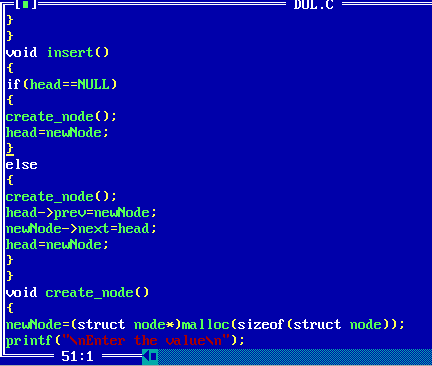 [■] DUL.C
}
}
void insert()
{
if(head==NULL)
{
create_node();
head=newNode;
}
else
{
create_node();
head->prev=newNode;
newNode->next=head;
head=newNode;
}
}
void create_node()
{
newNode=(struct node*)malloc(sizeof(struct node));
printf("\nEnter the value\n");
51:1